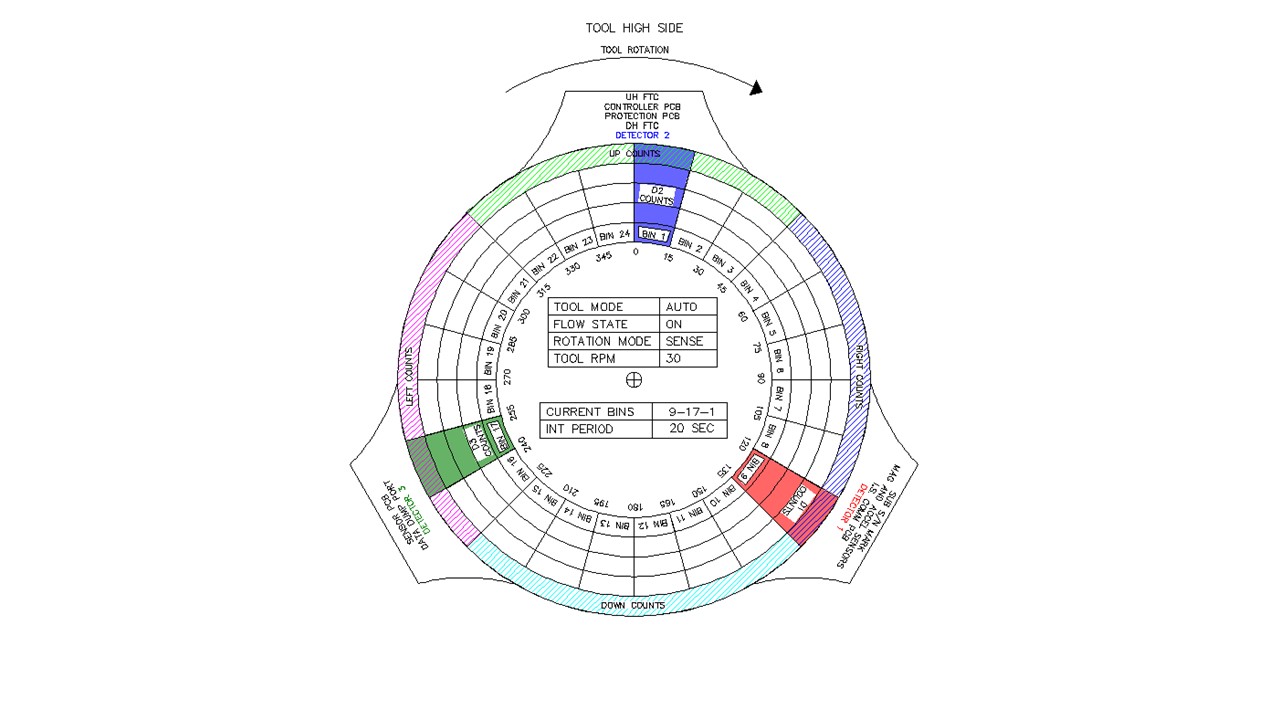 TOOL HIGH SIDE
TOOL ROTATION
UH FTC
CONTROLLER PCB
PROTECTION PCB
DH FTC
DETECTOR 2
UP COUNTS
D2
COUNTS
BIN 1
BIN 2
BIN 3
BIN 4
BIN 5
BIN 6
BIN 7
BIN 8
BIN 9
BIN 10
BIN 11
BIN 12
BIN 13
BIN 14
BIN 15
BIN 16
BIN 17
BIN 18
BIN 19
BIN 20
BIN 21
BIN 22
BIN 23
BIN 24
0
15
30
45
60
75
90
105
120
135
150
165
180
195
210
225
240
255
270
285
300
315
330
345
TOOL MODE AUTO
FLOW STATE ON
ROTATION MODE SENSE
TOOL RPM 30
CURRENT BINS 9-17-1
INT PERIOD 20 SEC
LEFT COUNTS
RIGHT COUNTS
D3
COUNTS
D1
COUNTS
DETECTOR 3
DATA DUMP PORT
SENSOR PCB
DETECTOR 1
LS COUN PCB
AND ACCEL SENSORS
MAG SUB S/N MARK
DOWN COUNTS